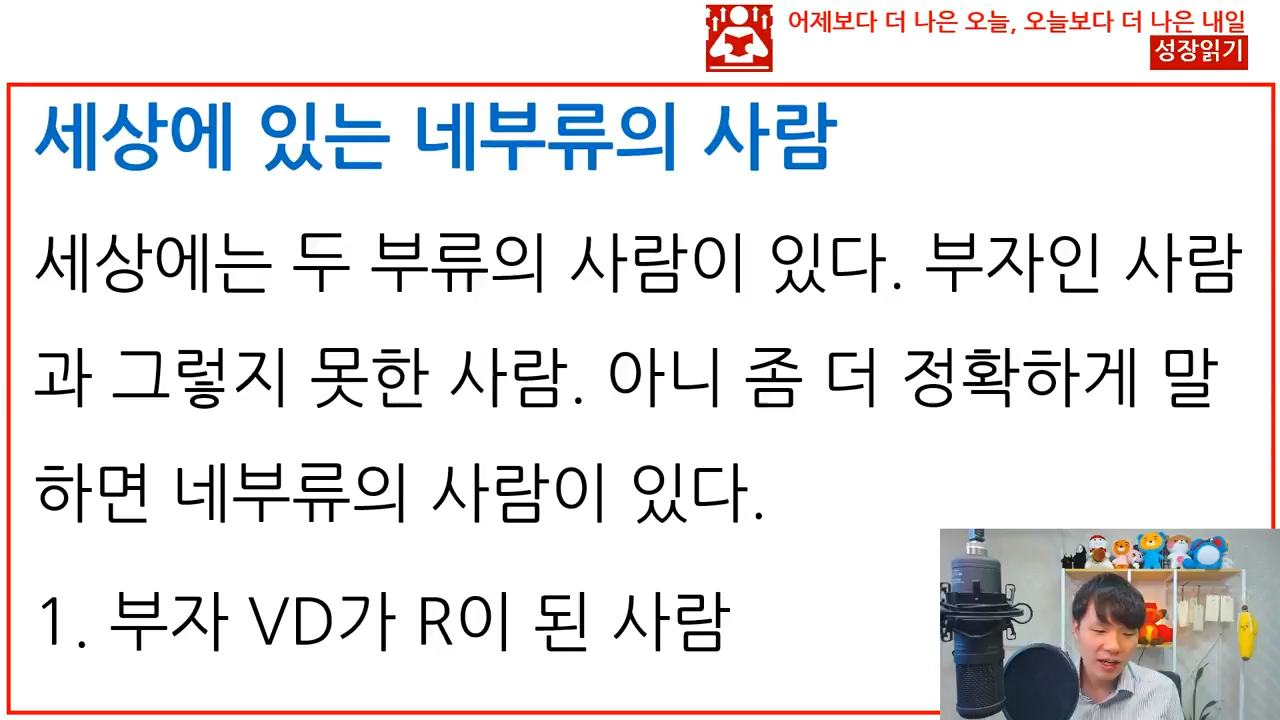 어제보다 더 나은 오늘, 오늘보다 더 나은 내일
성장읽기
세상에 있는 네부류의 사람
세상에는 두 부류의 사람이 있다. 부자인 사람
과 그렇지 못한 사람. 아니 좀 더 정확하게 말
하면 네부류의 사람이 있다.
1. 부자 VD가 R이 된 사람